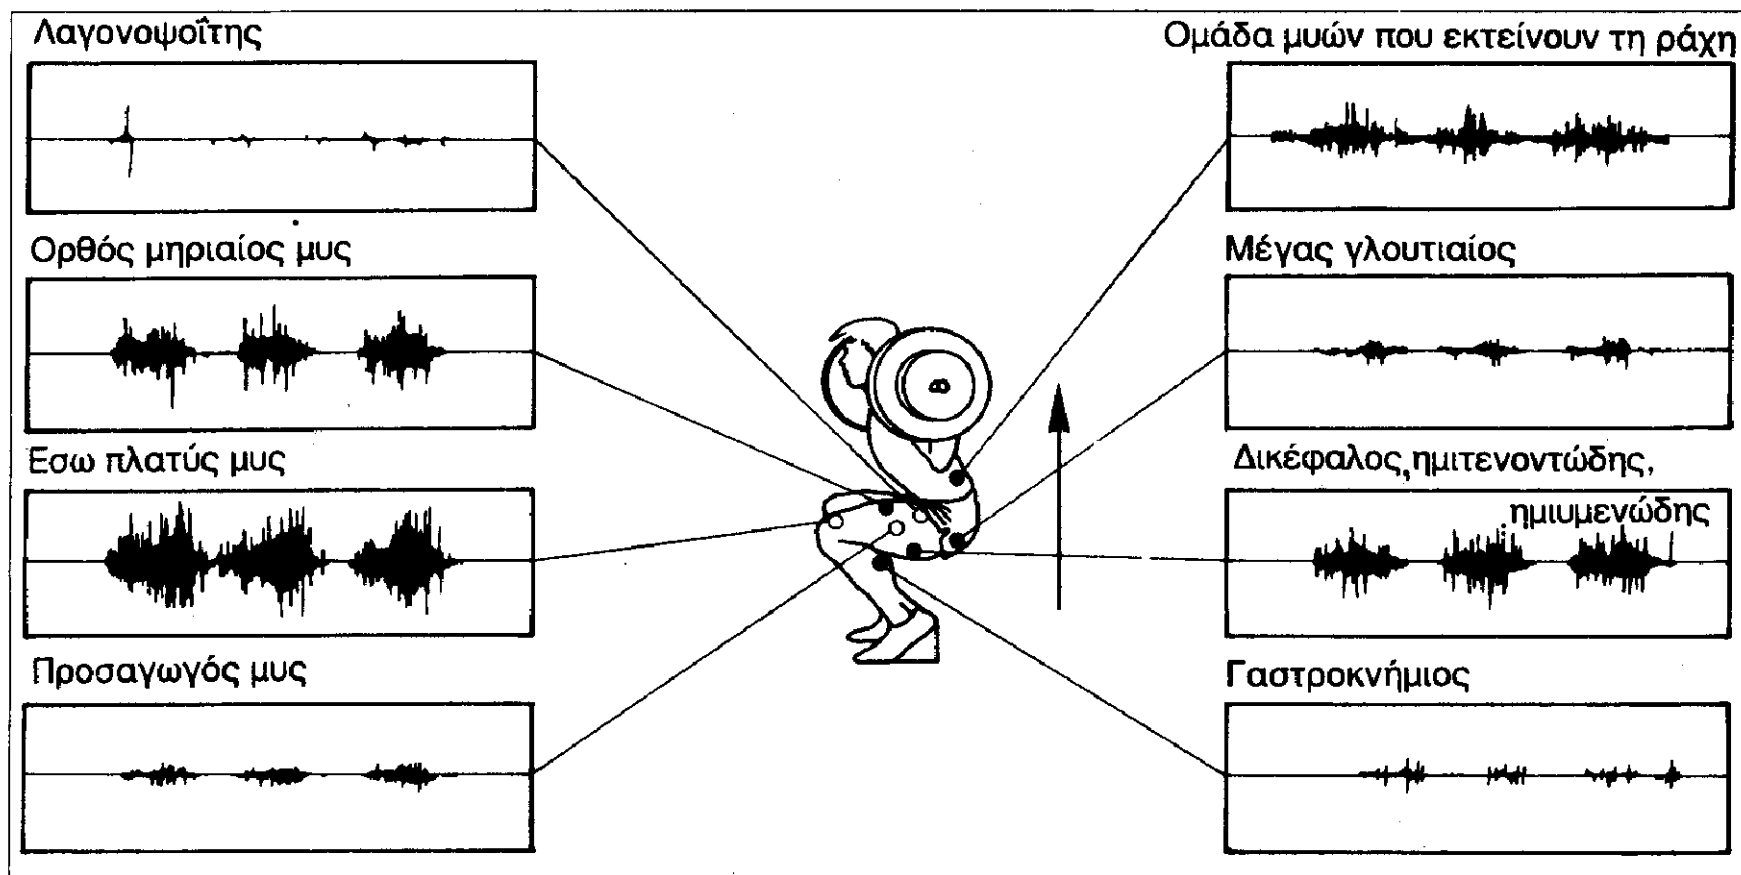 Λαγονοψοΐτης
Ομάδα μυών που εκτείνουν τη ράχη
Ορθός μηριαίος μυς
Μέγας γλουτιαίος
Εσω πλατύς μυς
Δικέφαλος,ημιτενοντώδης,
ημιυμενώδης
Προσαγωγός μυς
Γαστροκνήμιος